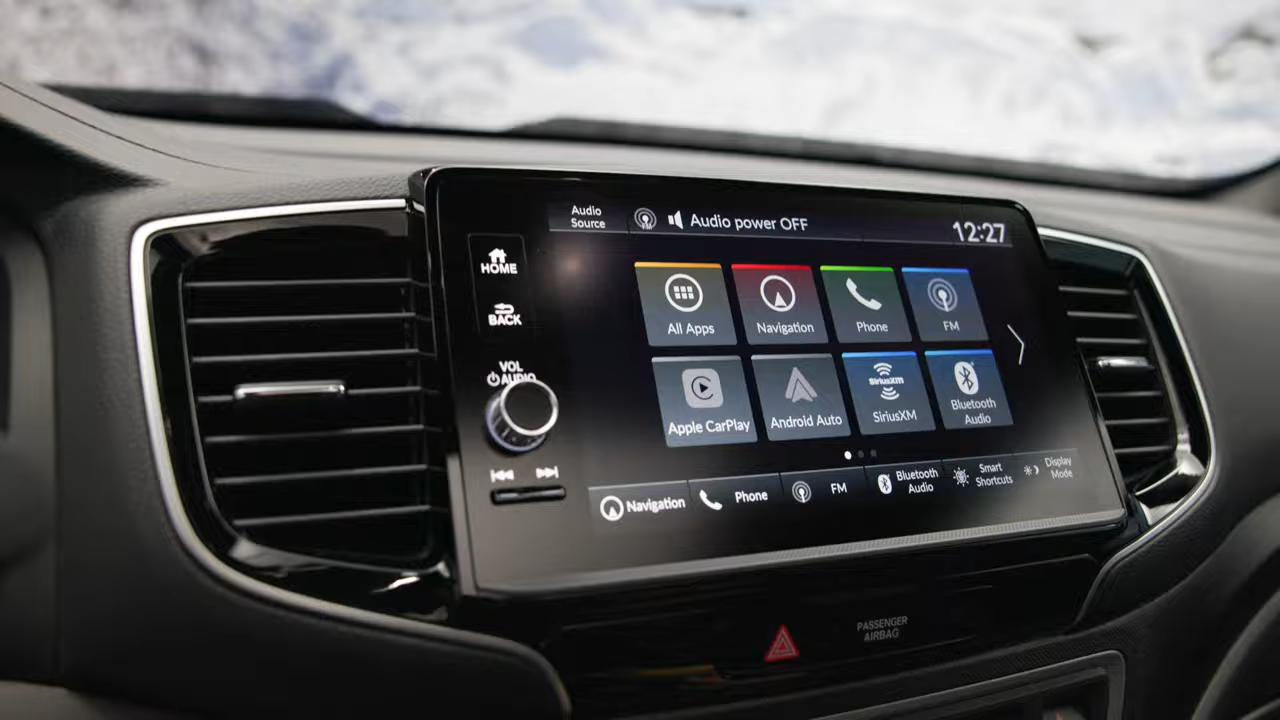 Audio
Source
Audio power OFF
12:27
HOME
BACK
VOL
AUDIO
All Apps
Navigation
Phone
FM
Apple CarPlay
Android Auto
SiriusXM
SiriusXM
Bluetooth
Audio
Navigation
Phone
FM
Bluetooth
Audio
Smart
Shortcuts
Display
Mode
PASSENGER
AIRBAG